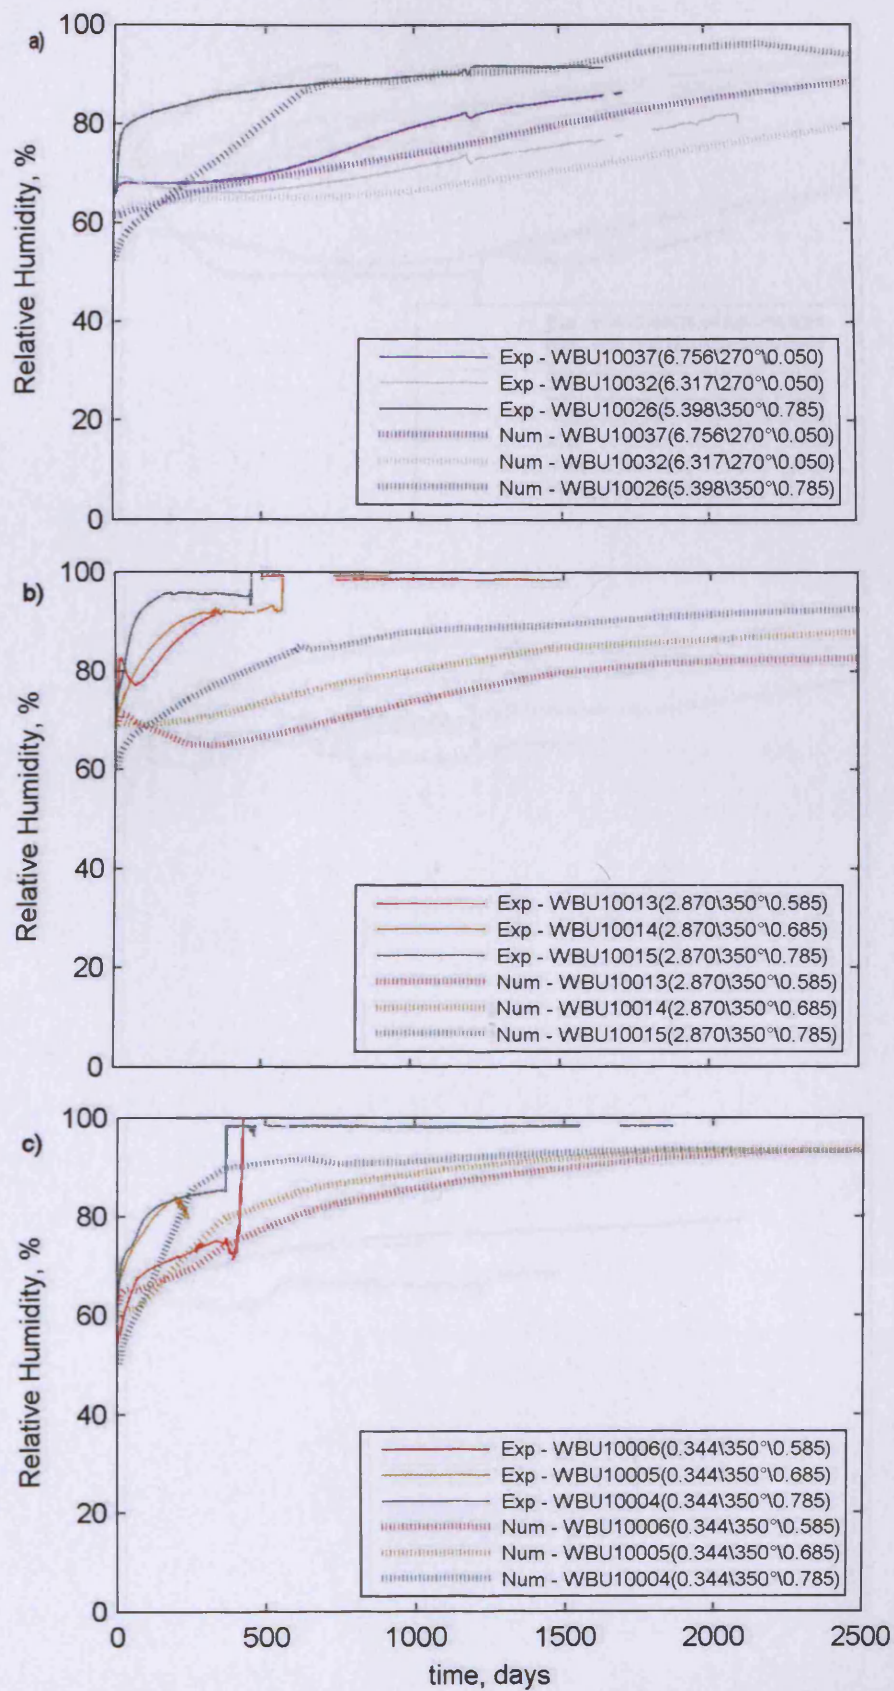 a)
100
80
60
40
20
0
Relative Humidity, %
Exp - WBU10037(6.756\270°\0.050)
Exp - WBU10032(6.317\270°\0.050)
Exp - WBU10026(5.398\350°\0.785)
Num - WBU10037(6.756\270°\0.050)
Num - WBU10032(6.317\270°\0.050)
Num - WBU10026(5.398\350°\0.785)
b)
100
80
60
40
20
0
Relative Humidity, %
Exp - WBU10013(2.870\350°\0.585)
Exp - WBU10014(2.870\350°\0.685)
Exp - WBU10015(2.870\350°\0.785)
Num - WBU10013(2.870\350°\0.585)
Num - WBU10014(2.870\350°\0.685)
Num - WBU10015(2.870\350°\0.785)
c)
100
80
60
40
20
0
Relative Humidity, %
Exp - WBU10006(0.344\350°\0.585)
Exp - WBU10005(0.344\350°\0.685)
Exp - WBU10004(0.344\350°\0.785)
Num - WBU10006(0.344\350°\0.585)
Num - WBU10005(0.344\350°\0.685)
Num - WBU10004(0.344\350°\0.785)
0 500 1000 1500 2000 2500
time, days